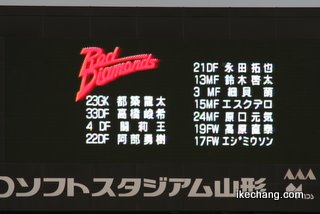 Red
Diamonds
23GK 都築龍太
33DF 高橋峻希
4 DF 闘莉王
22DF 阿部勇樹
21DF 永田拓也
13MF 鈴木啓太
3 MF 細貝 萌
15MF エスクデロ
24MF 原口元気
19FW 高原直泰
17FW エジミウソン
NDソフトスタジアム山形
ikechang.com